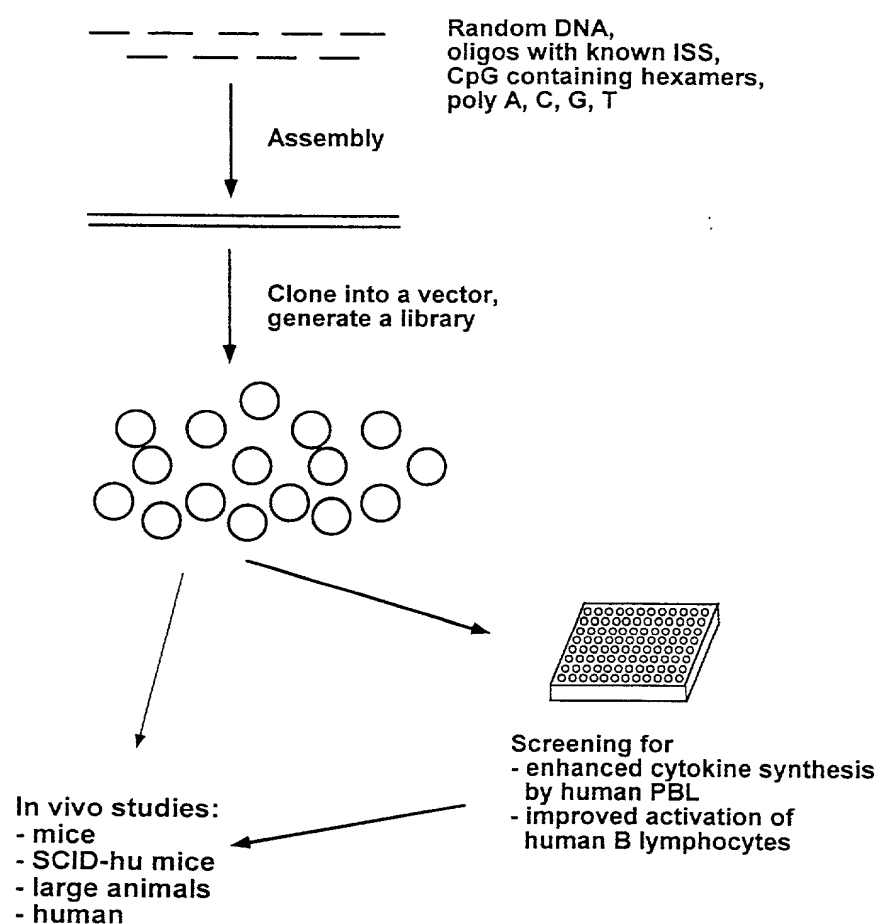 Random DNA,
oligos with known ISS,
CpG containing hexamers,
poly A, C, G, T
Assembly
Clone into a vector,
generate a library
Screening for
- enhanced cytokine synthesis
by human PBL
- improved activation of
human B lymphocytes
In vivo studies:
- mice
- SCID-hu mice
- large animals
- human